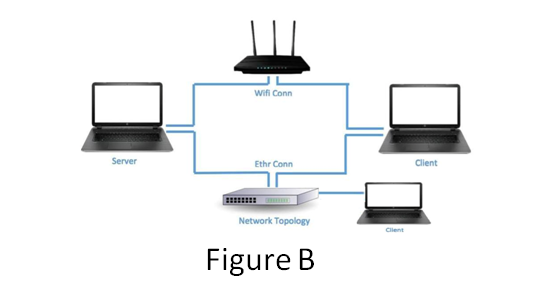 Wifi Conn
Server
Client
Ethr Conn
Network Topology
Client
Figure B